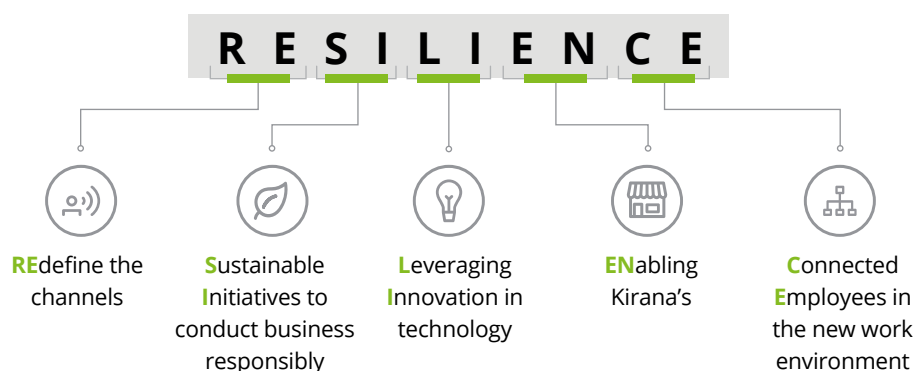 RESILIENCE
REdefine the
channels
Sustainable
Initiatives to
conduct business
responsibly
Leveraging
Innovation in
technology
ENabling
Kirana’s
Connected
Employees in
the new work
environment